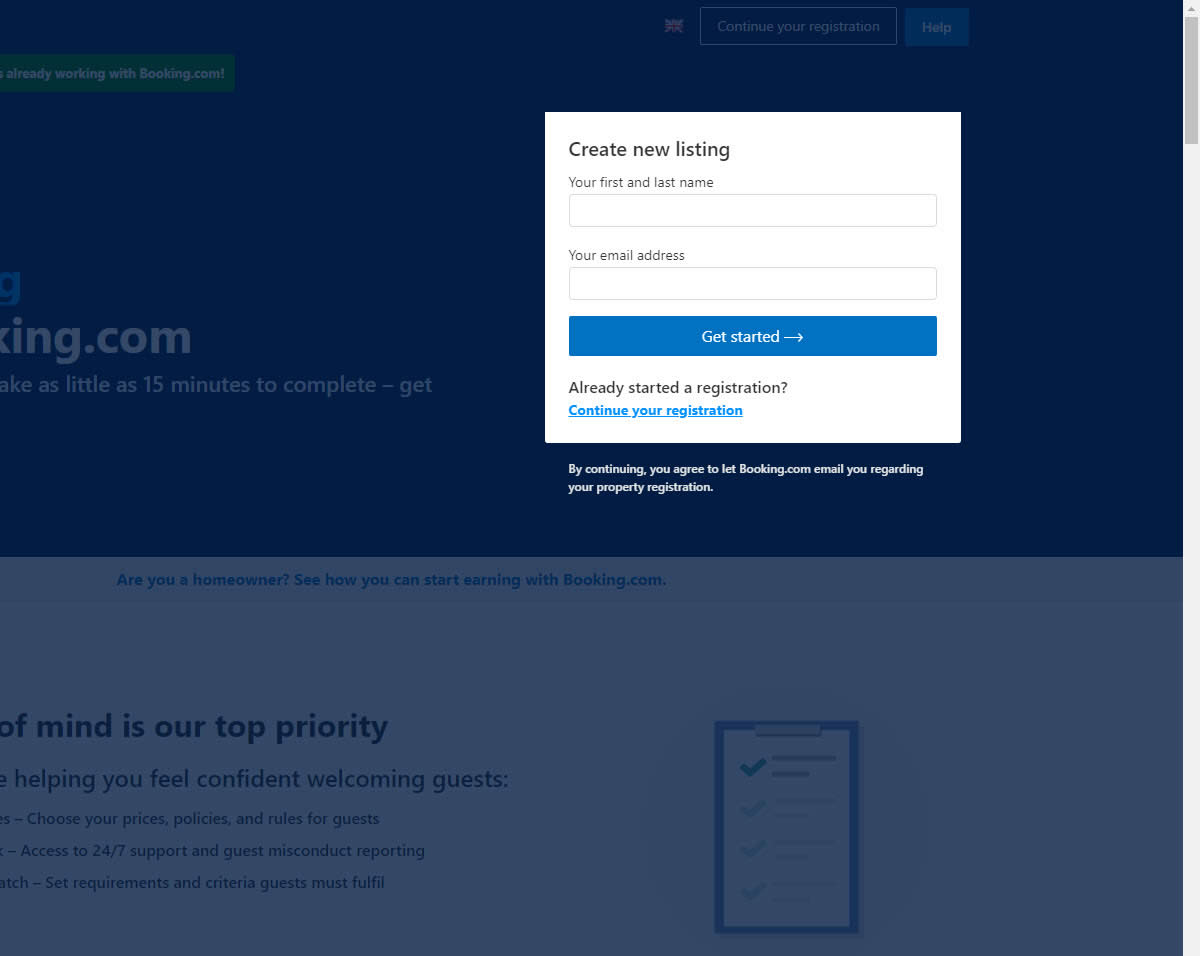 Continue your registration
Help
already working with Booking.com!
Create new listing
Your first and last name
Your email address
Get started →
Already started a registration?
Continue your registration
By continuing, you agree to let Booking.com email you regarding
your property registration.
king.com
ake as little as 15 minutes to complete – get
Are you a homeowner? See how you can start earning with Booking.com.
of mind is our top priority
helping you feel confident welcoming guests:
– Choose your prices, policies, and rules for guests
– Access to 24/7 support and guest misconduct reporting
atch – Set requirements and criteria guests must fulfil